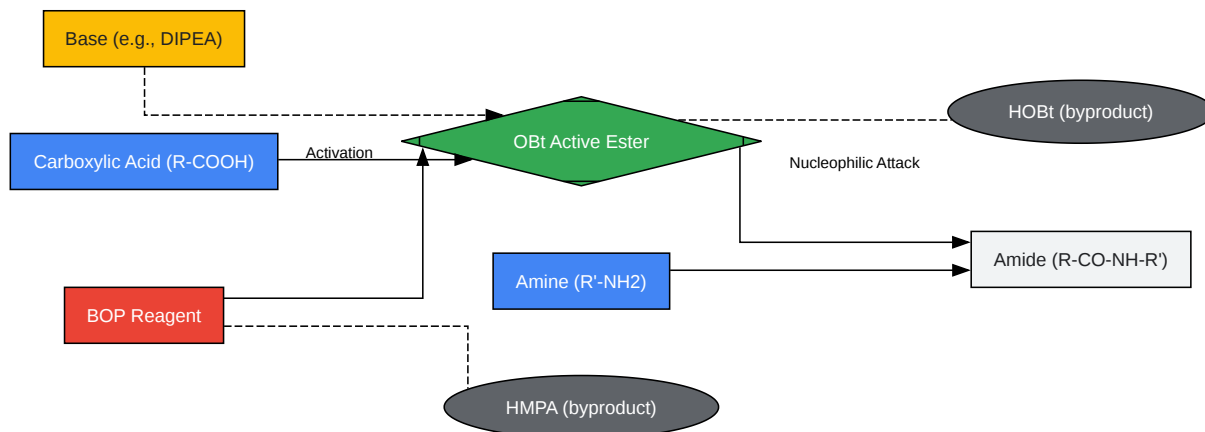 Base (e.g., DIPEA)
HOBt (byproduct)
OBt Active Ester
Carboxylic Acid (R-COOH)
Activation
Nucleophilic Attack
Amine (R'-NH2)
Amide (R-CO-NH-R')
BOP Reagent
HMPA (byproduct)